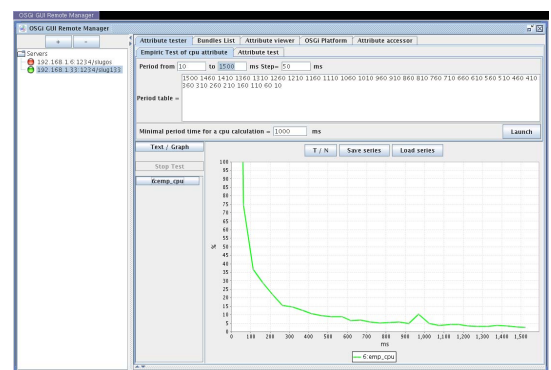 OSGi GUI Remote Manager
OSGi GUI Remote Manager
+ -
Servers
192.168.1.6:1234/slugos
192.168.1.33:1234/slug133
Attribute tester Bundles List Attribute viewer OSGi Platform Attribute accessor
Empiric Test of cpu attribute Attribute test
Period from 10 to 1500 ms Step= 50 ms
Period table =
1500 1460 1410 1360 1310 1260 1210 1160 1110 1060 1010 960 910 860 810 760 710 660 610 560 510 460 410
360 310 260 210 160 110 60 10
Minimal period time for a cpu calculation = 1000 ms Launch
Text / Graph
Stop Test
6:emp_cpu
T / N Save series Load series
100
95
90
85
80
75
70
65
60
55
50
45
40
35
30
25
20
15
10
5
0
%
0 100 200 300 400 500 600 700 800 900 1,000 1,100 1,200 1,300 1,400 1,500
ms
6:emp_cpu